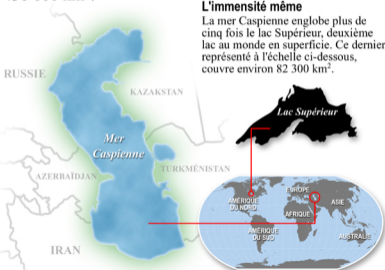 L'immensité même
La mer Caspienne englobe plus de
cinq fois le lac Supérieur, deuxième
lac au monde en superficie. Ce dernier
représenté à l'échelle ci-dessous,
couvre environ 82 300 km².
RUSSIE
KAZAKSTAN
Lac Supérieur
Mer
Caspienne
AZERBAÏDJAN
TURKMÉNISTAN
IRAN
EUROPE
AMÉRIQUE
DU NORD
ASIE
AFRIQUE
AMÉRIQUE
DU SUD
AUSTRALIE